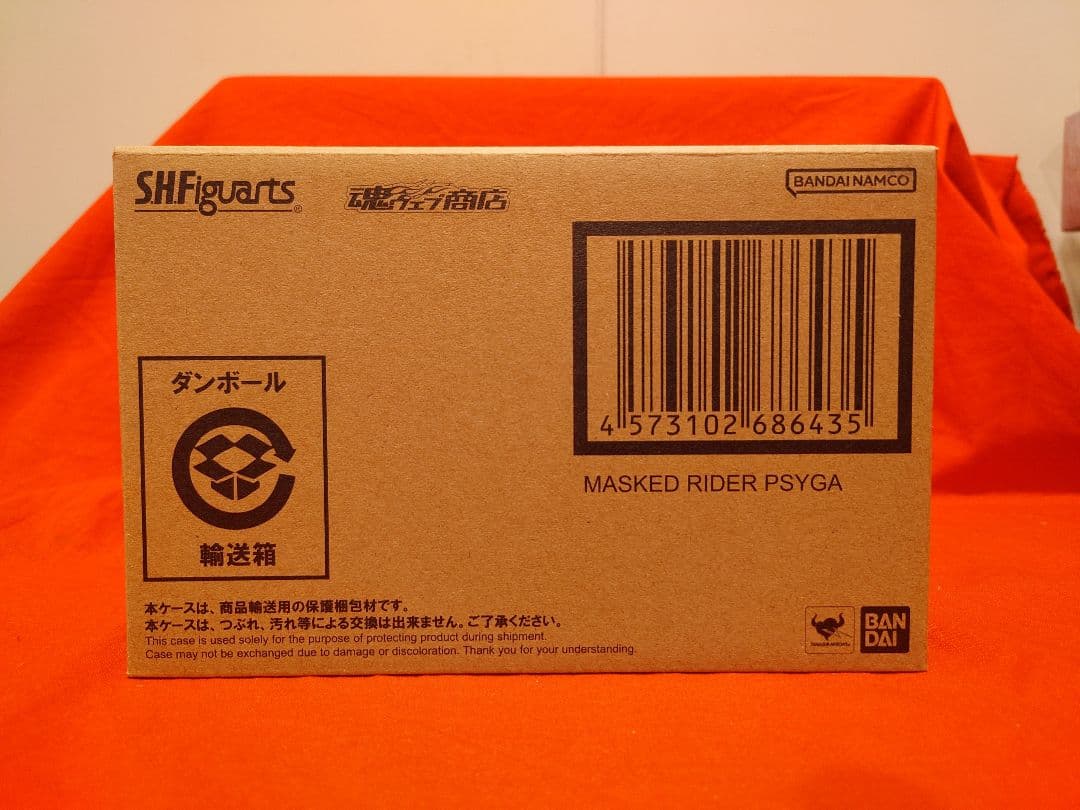 S.H.Figuarts®
魂ウェブ商店
BANDAI NAMCO
4 573102 686435
MASKED RIDER PSYGA
ダンボール
輸送箱
本ケースは、商品輸送用の保護梱包材です。
本ケースは、つぶれ、汚れ等による交換は出来ません。ご了承ください。
This case is used solely for the purpose of protecting product during shipment.
Case may not be exchanged due to damage or discoloration. Thank you for your understanding.
BAN
DAI